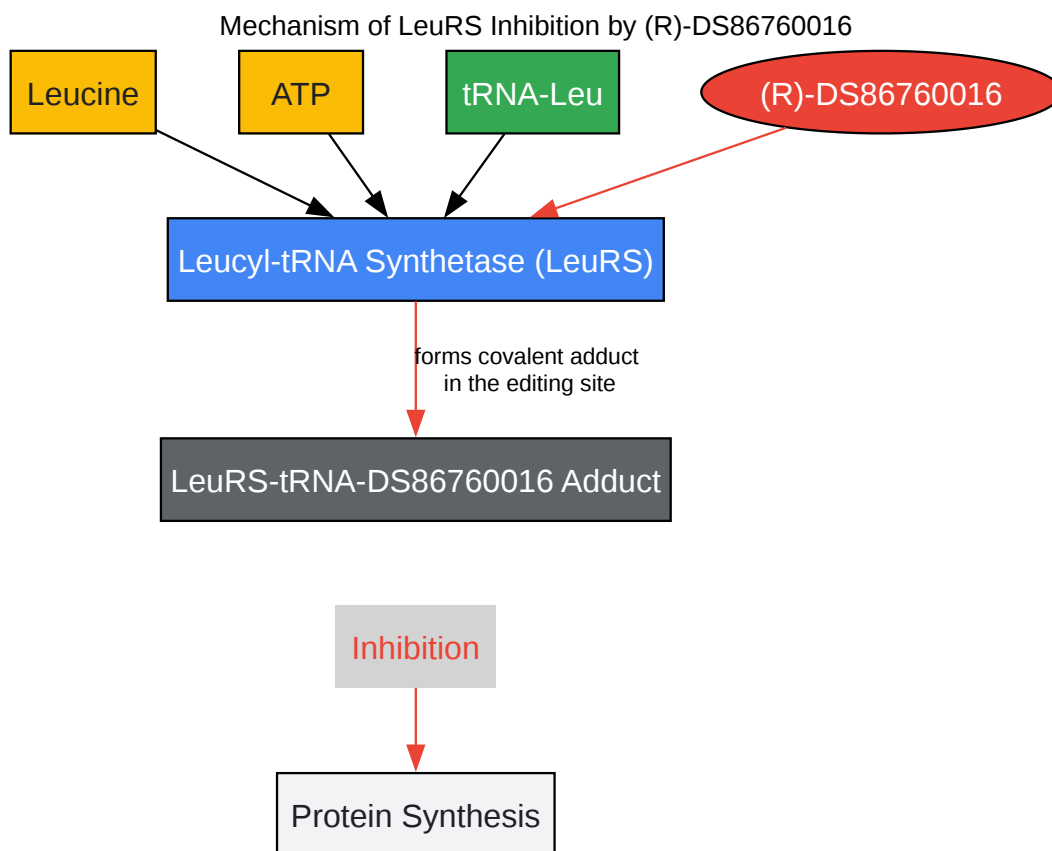 Mechanism of LeuRS Inhibition by (R)-DS86760016
Leucine
ATP
tRNA-Leu
(R)-DS86760016
Leucyl-tRNA Synthetase (LeuRS)
forms covalent adduct
in the editing site
LeuRS-tRNA-DS86760016 Adduct
Inhibition
Protein Synthesis